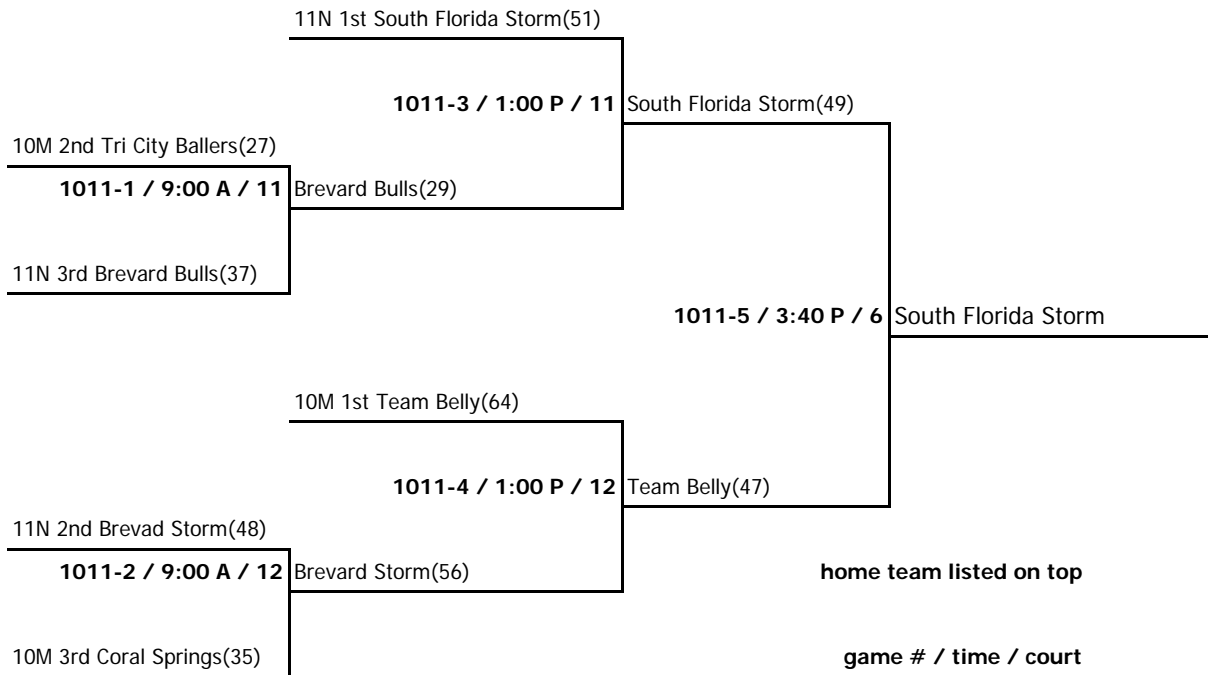 11N 1st South Florida Storm(51)
1011-3 / 1:00 P / 11 South Florida Storm(49)
10M 2nd Tri City Ballers(27)
1011-1 / 9:00 A / 11 Brevard Bulls(29)
11N 3rd Brevard Bulls(37)
1011-5 / 3:40 P / 6 South Florida Storm
10M 1st Team Belly(64)
1011-4 / 1:00 P / 12 Team Belly(47)
11N 2nd Brevad Storm(48)
1011-2 / 9:00 A / 12 Brevard Storm(56) home team listed on top
10M 3rd Coral Springs(35) game # / time / court